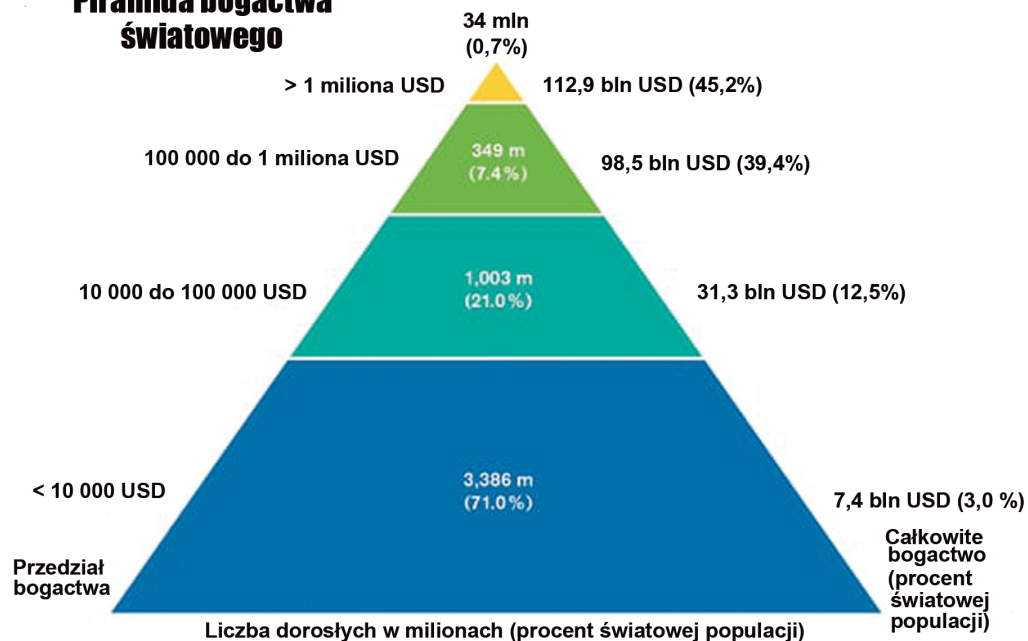 Piramida bogactwa
światowego
34 mln
(0,7%)
> 1 miliona USD
112,9 bln USD (45,2%)
100 000 do 1 miliona USD
349 m
(7.4%)
98,5 bln USD (39,4%)
10 000 do 100 000 USD
1,003 m
(21.0%)
31,3 bln USD (12,5%)
< 10 000 USD
3,386 m
(71.0%)
7,4 bln USD (3,0 %)
Przedział
bogactwa
Całkowite
bogactwo
(procent
światowej
populacji)
Liczba dorosłych w milionach (procent światowej populacji)